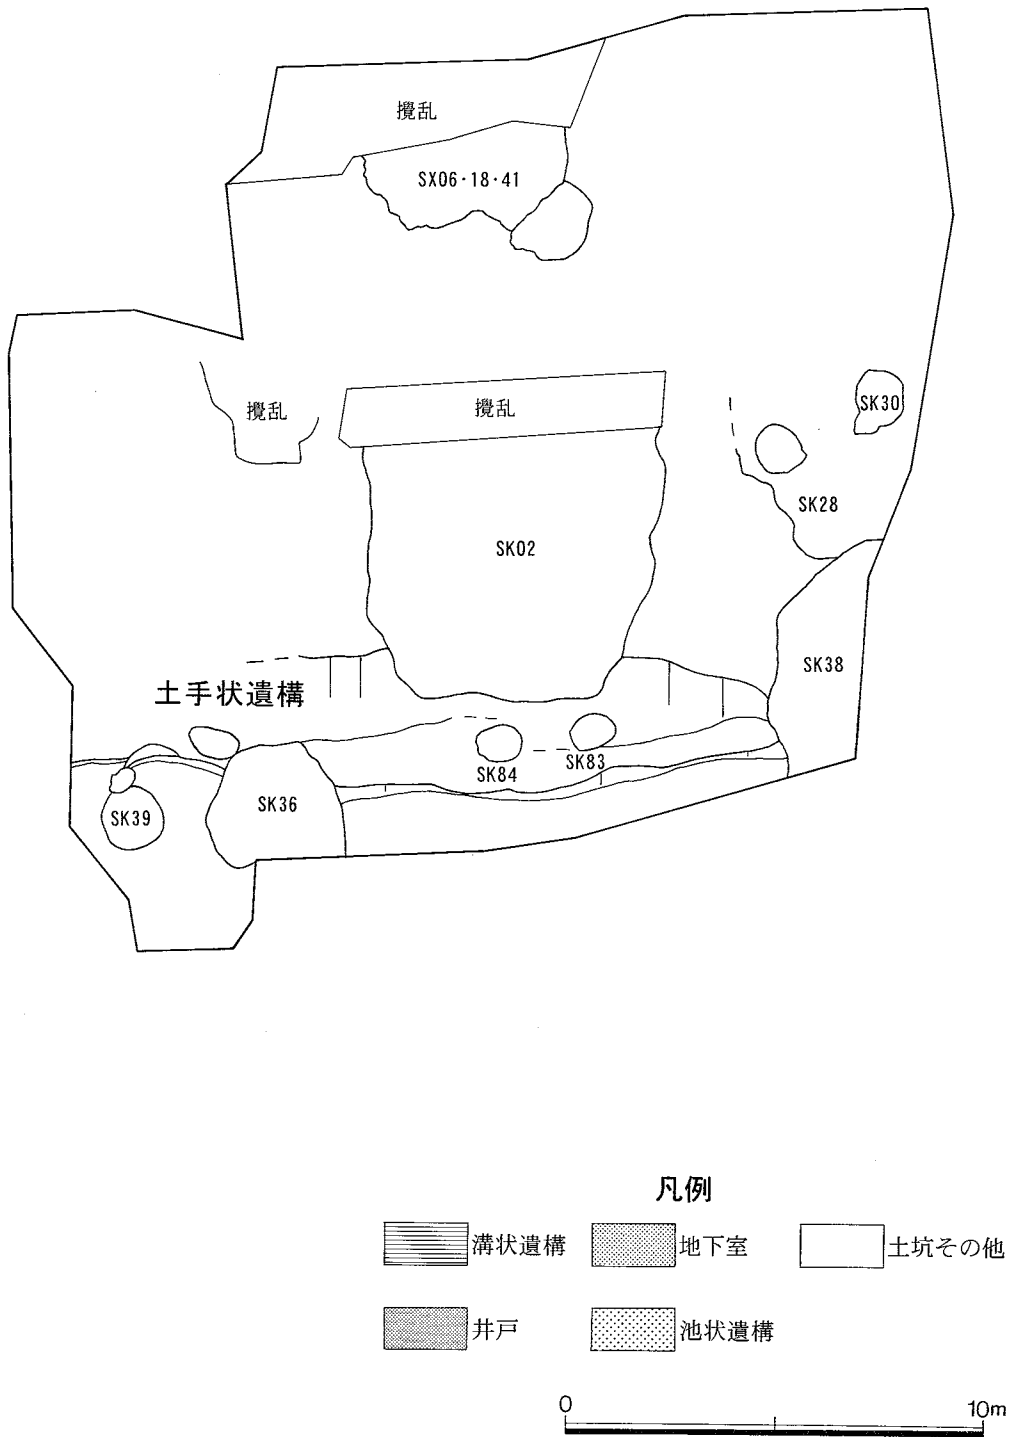 攪乱
SX06・18・41
攪乱
攪乱
SK30
SK28
SK02
SK38
土手状遺構
SK84
SK83
SK39
SK36
凡例
溝状遺構
地下室
土坑その他
井戸
池状遺構
0
10m